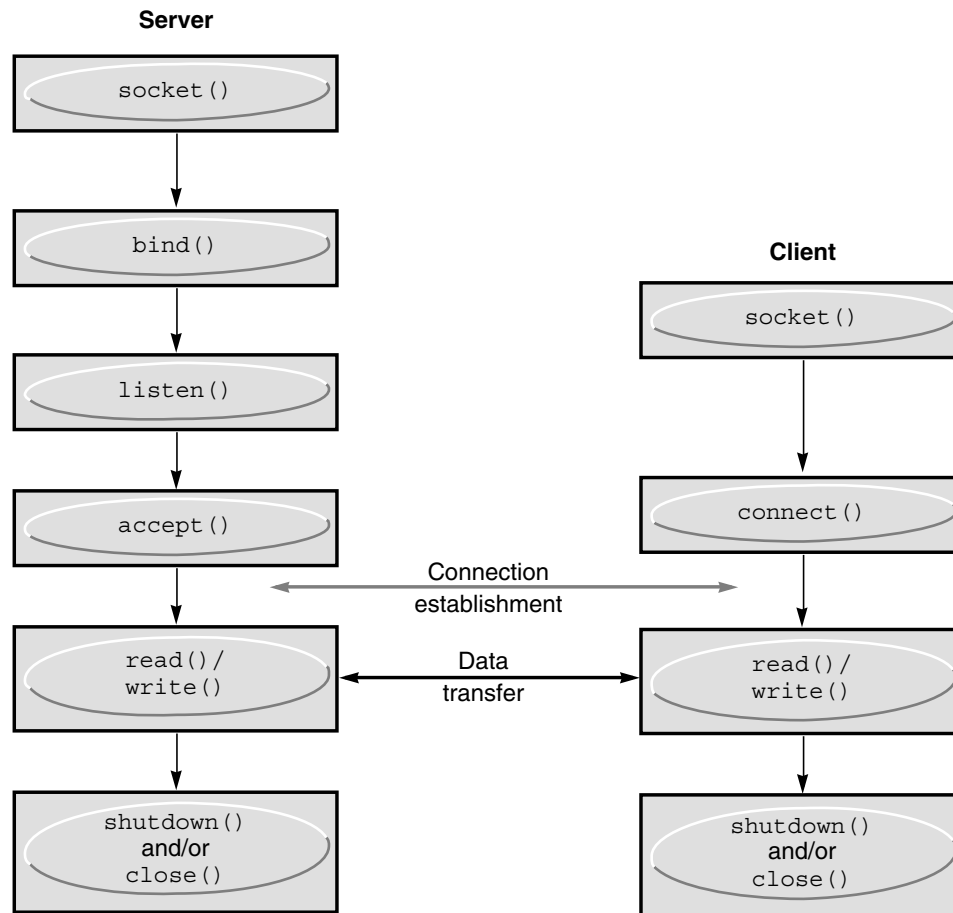 Server
socket()
bind()
listen()
accept()
read()/
write()
shutdown()
and/or
close()
Connection
establishment
Data
transfer
Client
socket()
connect()
read()/
write()
shutdown()
and/or
close()